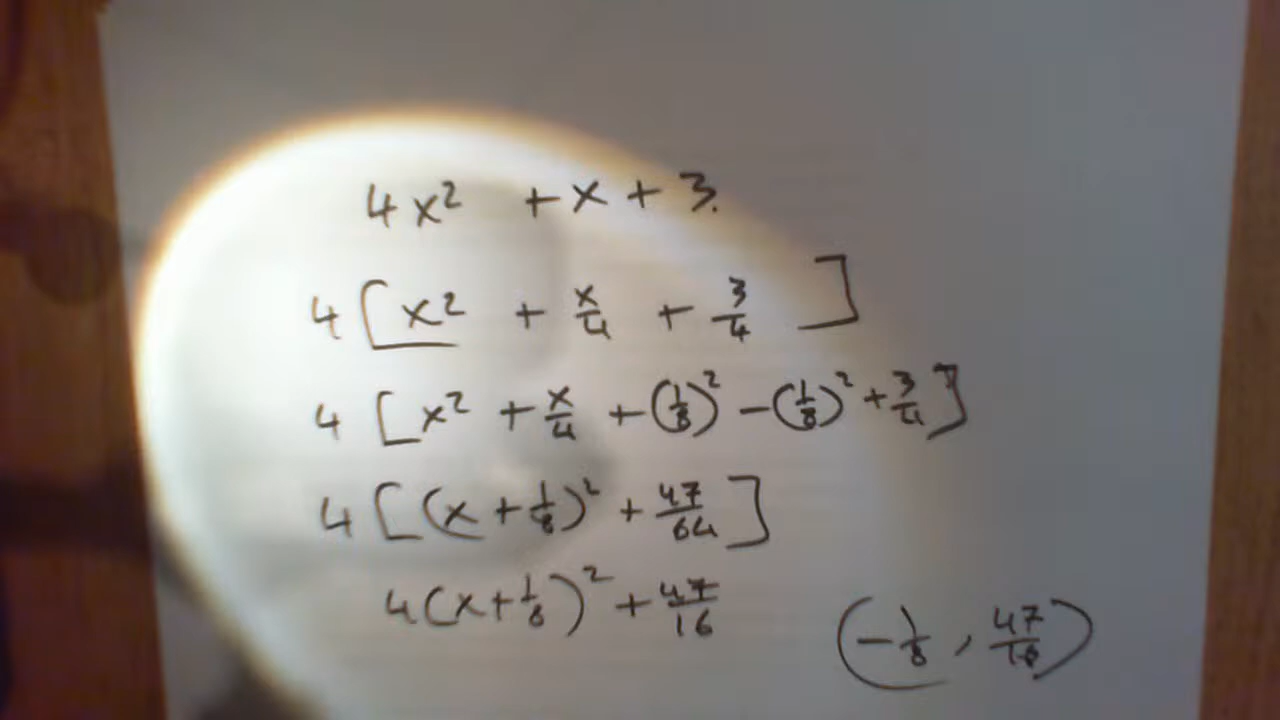 4x² + x + 3.
4[x² + x/4 + 3/4]
4[x² + x/4 + (1/8)² - (1/8)² + 3/4]
4[(x + 1/8)² + 47/64]
4(x + 1/8)² + 47/16
(-1/8, 47/16)